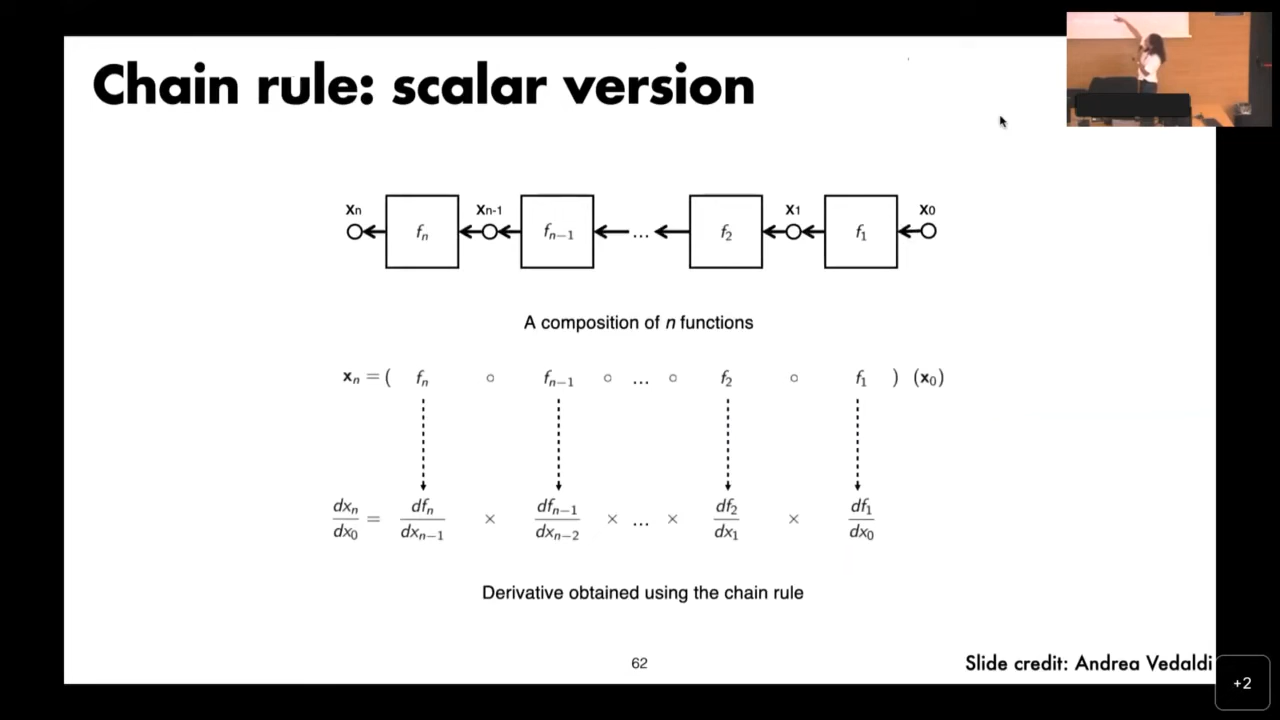 Chain rule: scalar version
xn fn xn-1 fn−1 ... f2 x1 f1 x0
A composition of n functions
xn = ( fn ∘ fn−1 ∘ ... ∘ f2 ∘ f1 ) (x0)
dxn/dx0 = dfn/dxn−1 × dfn−1/dxn−2 × ... × df2/dx1 × df1/dx0
Derivative obtained using the chain rule
62
Slide credit: Andrea Vedaldi
+2